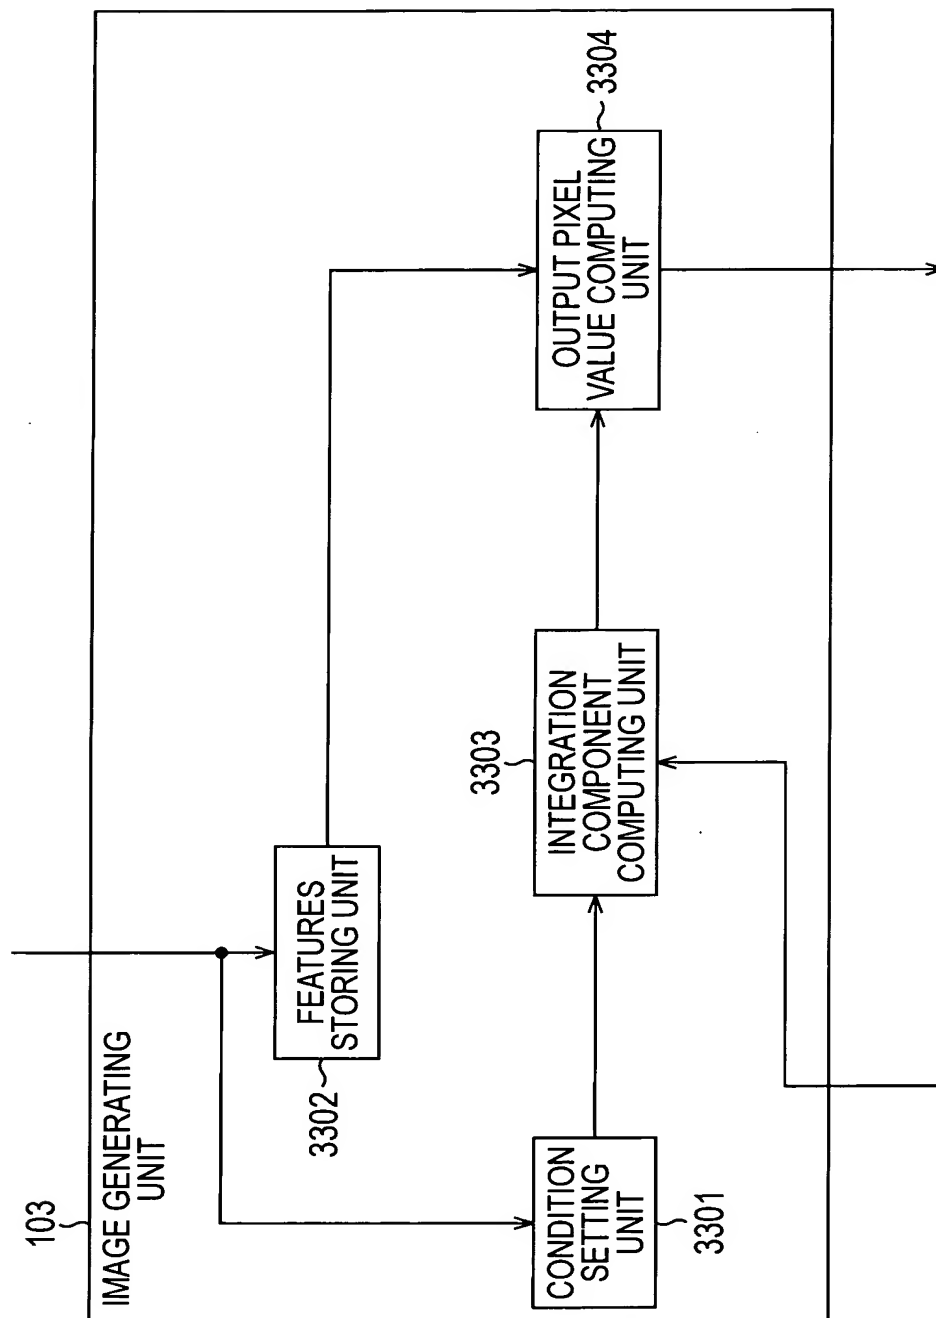 103
IMAGE GENERATING
UNIT
3302
FEATURES
STORING UNIT
3301
CONDITION
SETTING
UNIT
3303
INTEGRATION
COMPONENT
COMPUTING UNIT
3304
OUTPUT PIXEL
VALUE COMPUTING
UNIT